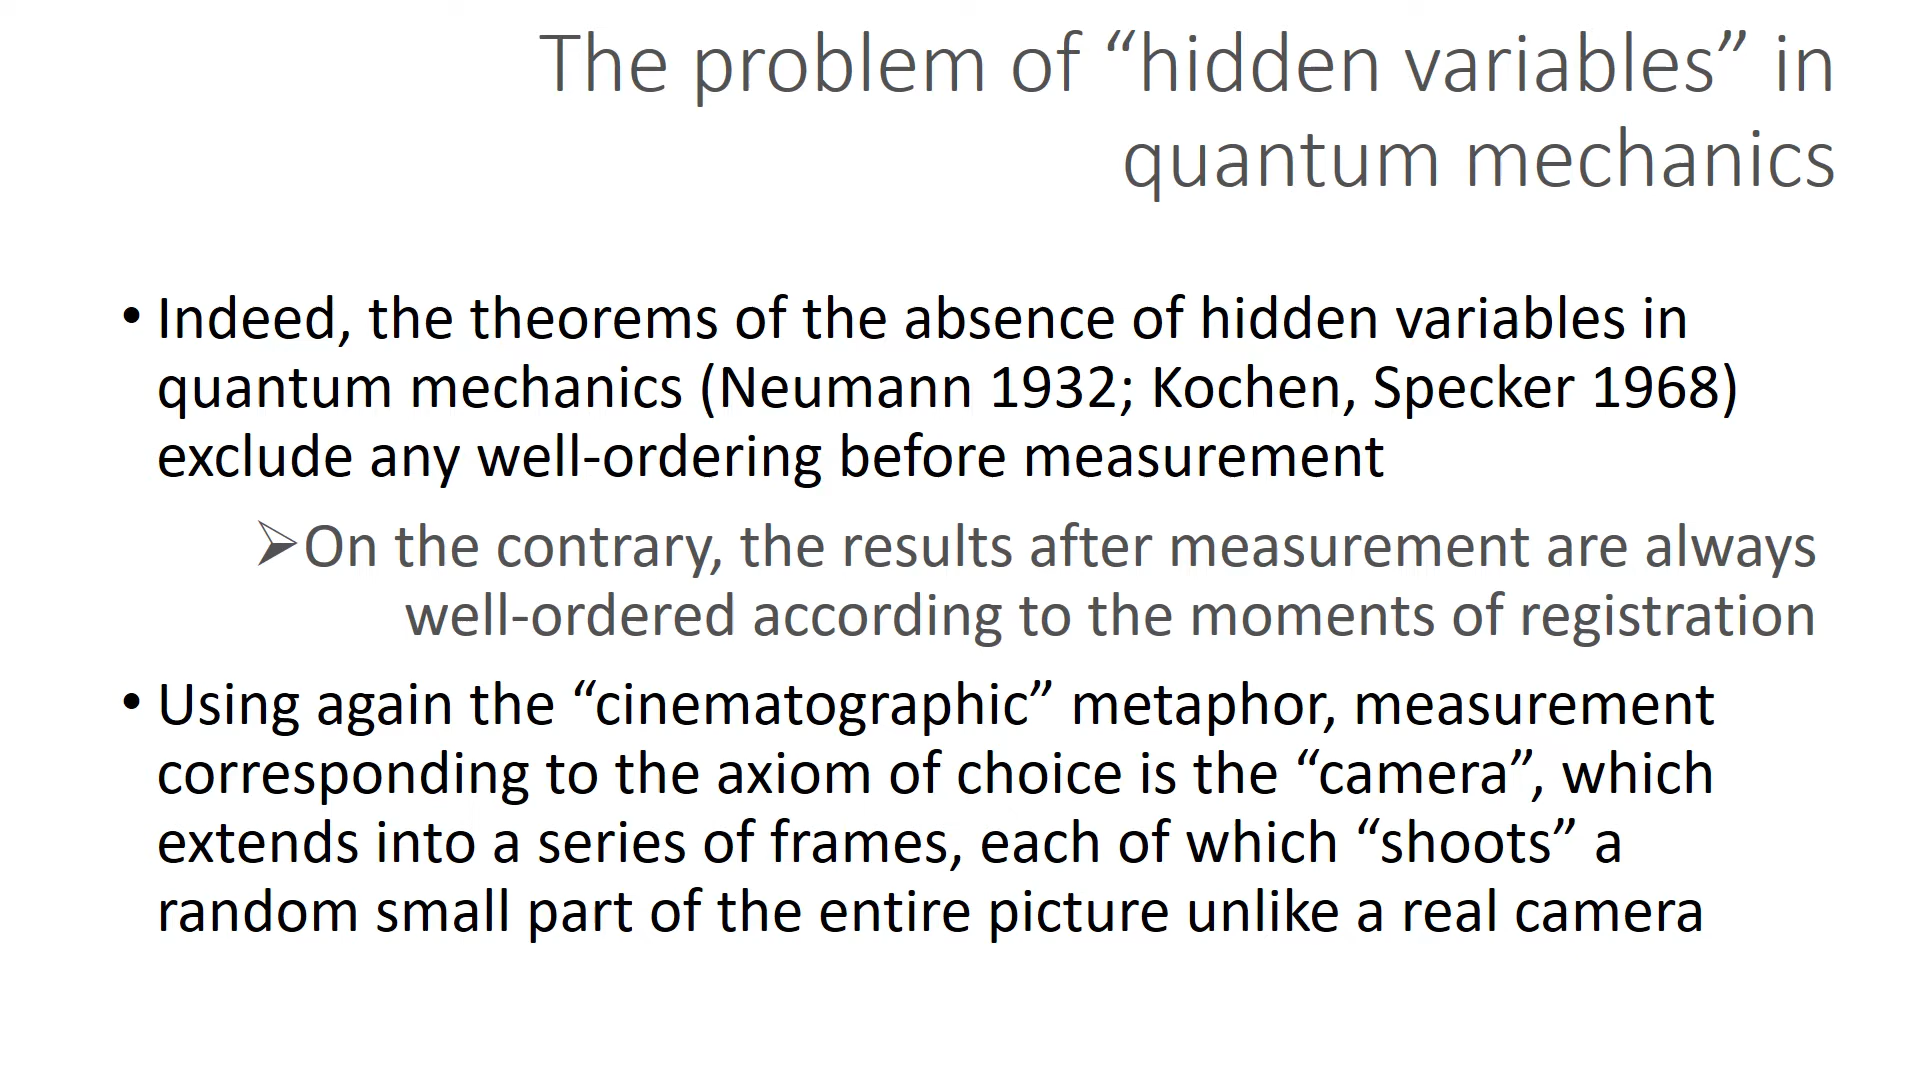 The problem of “hidden variables” in
quantum mechanics
• Indeed, the theorems of the absence of hidden variables in
quantum mechanics (Neumann 1932; Kochen, Specker 1968)
exclude any well-ordering before measurement
➢On the contrary, the results after measurement are always
well-ordered according to the moments of registration
• Using again the “cinematographic” metaphor, measurement
corresponding to the axiom of choice is the “camera”, which
extends into a series of frames, each of which “shoots” a
random small part of the entire picture unlike a real camera